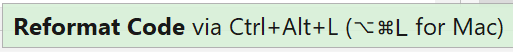 Reformat Code via Ctrl+Alt+L (⌥⌘L for Mac)